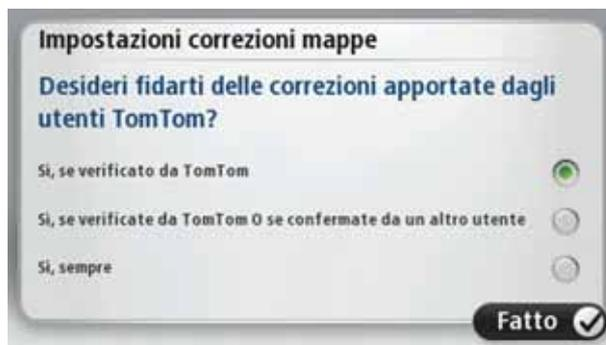 Impostazioni correzioni mappe
Desideri fidarti delle correzioni apportate dagli
utenti TomTom?
Sì, se verificato da TomTom
Sì, se verificate da TomTom O se confermate da un altro utente
Sì, sempre
Fatto